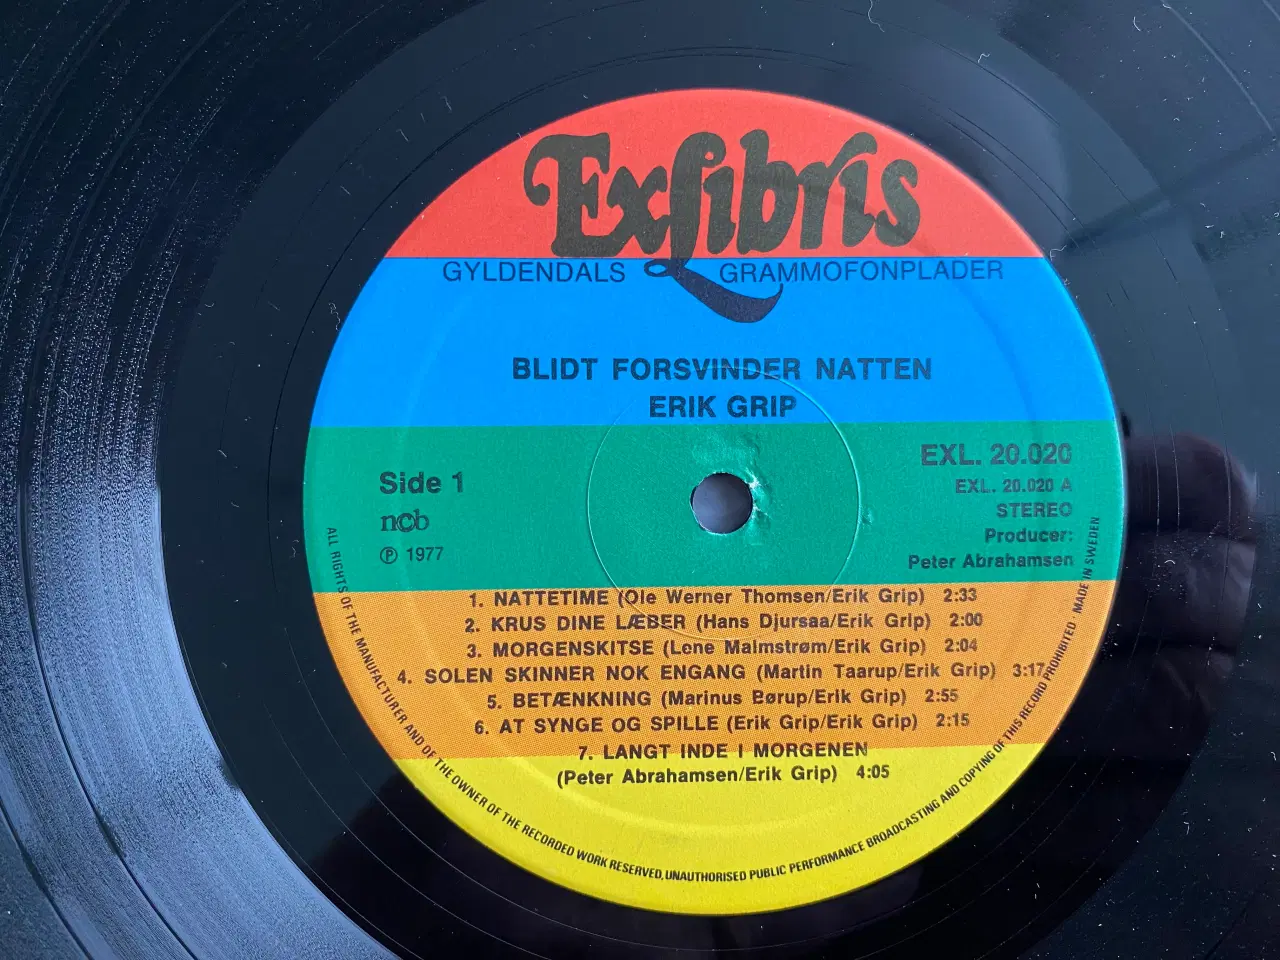 Exlibris
GYLDENDALS GRAMMOFONPLADER
BLIDT FORSVINDER NATTEN
ERIK GRIP
Side 1
ncb
℗ 1977
EXL. 20.020
EXL. 20.020 A
STEREO
Producer:
Peter Abrahamsen
1. NATTETIME (Ole Werner Thomsen/Erik Grip) 2:33
2. KRUS DINE LÆBER (Hans Djursaa/Erik Grip) 2:00
3. MORGENSKITSE (Lone Malmstrøm/Erik Grip) 2:04
4. SOLEN SKINNER NOK ENGANG (Martin Taarup/Erik Grip) 3:17
5. BETÆNKNING (Marinus Børup/Erik Grip) 2:55
6. AT SYNGE OG SPILLE (Erik Grip/Erik Grip) 2:15
7. LANGT INDE I MORGENEN
(Peter Abrahamsen/Erik Grip) 4:05
ALL RIGHTS OF THE MANUFACTURER AND OF THE OWNER OF THE RECORDED WORK RESERVED, UNAUTHORISED PUBLIC PERFORMANCE BROADCASTING AND COPYING OF THIS RECORD PROHIBITED - MADE IN SWEDEN